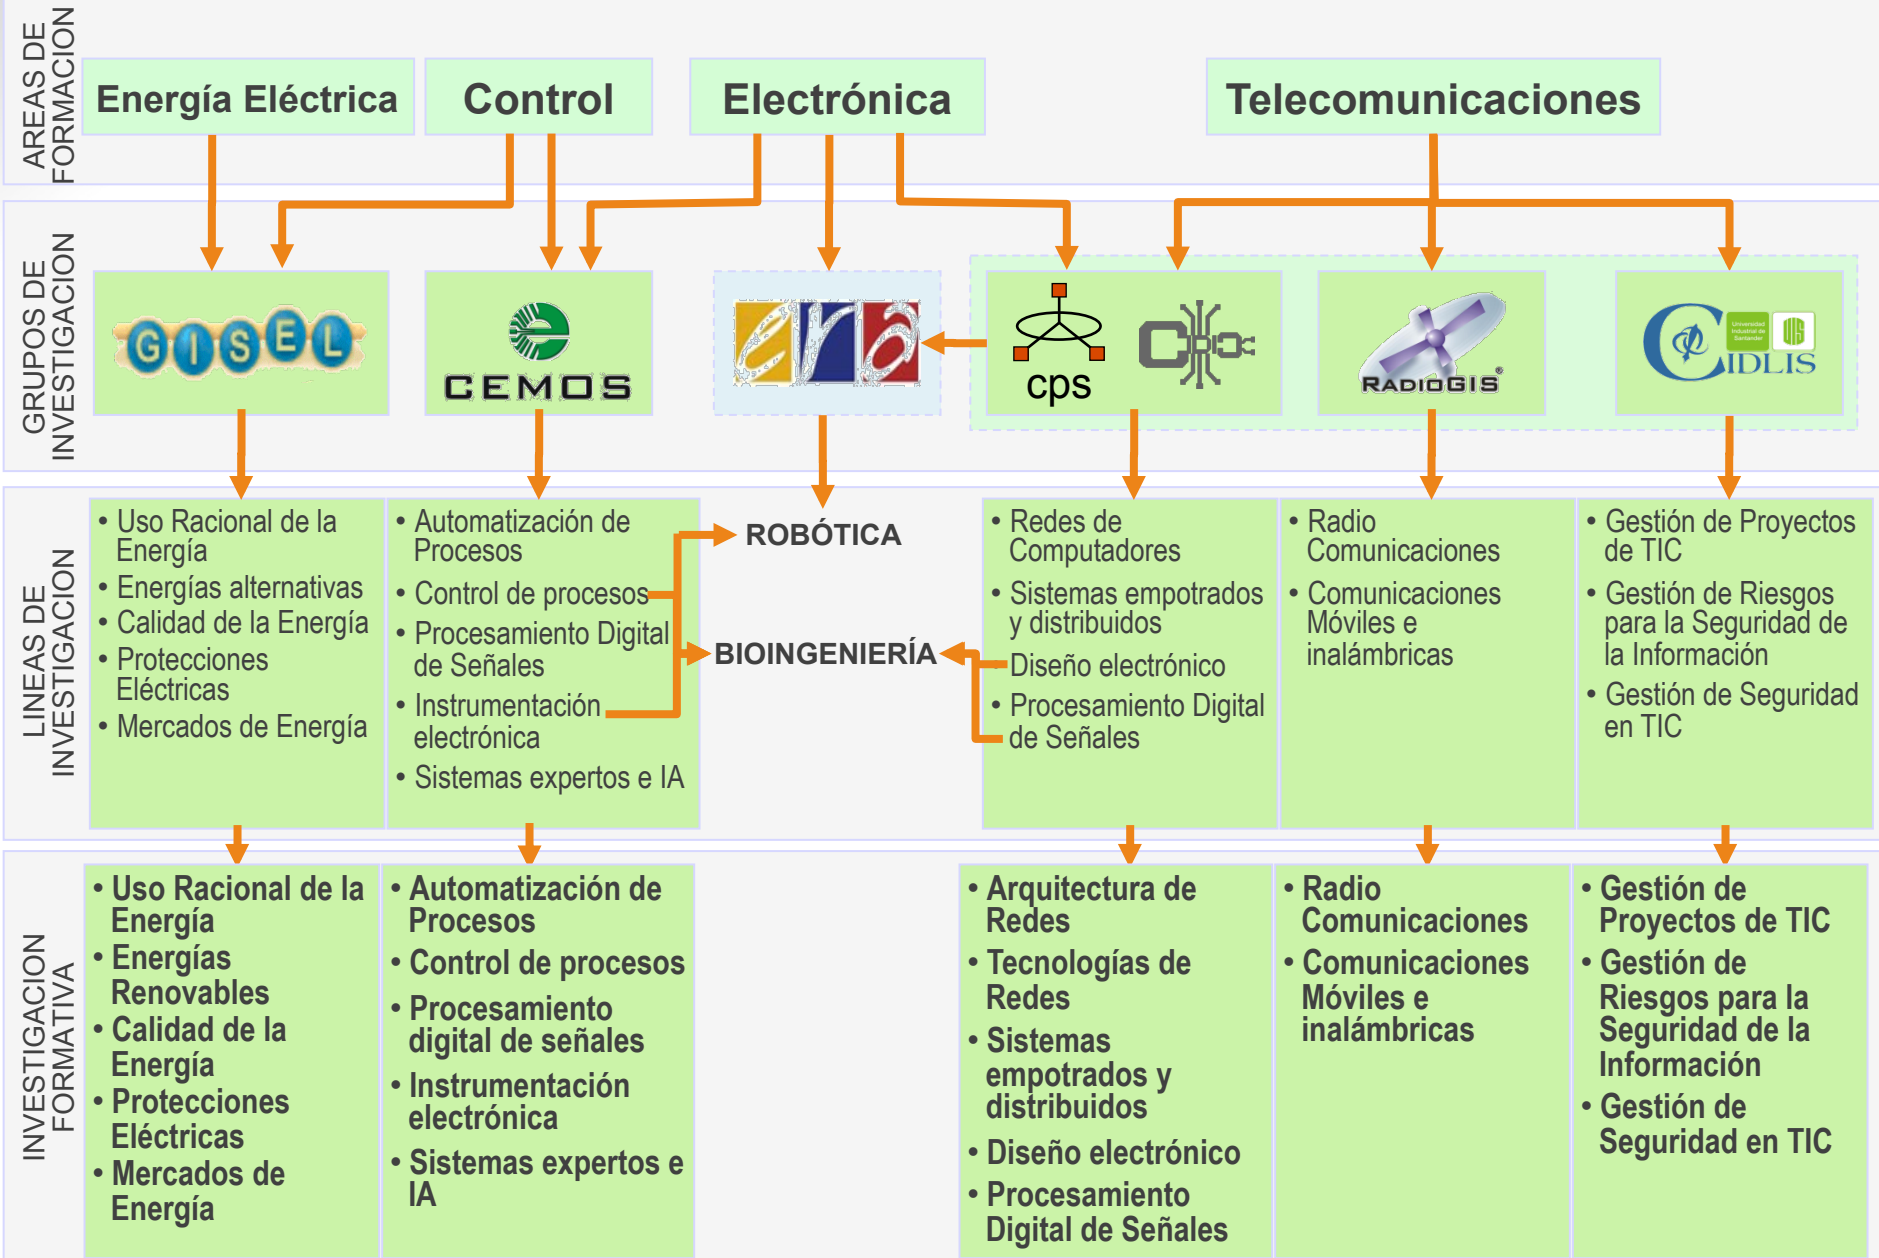 AREAS DE
FORMACION
Energía Eléctrica
Control
Electrónica
Telecomunicaciones
GRUPOS DE
INVESTIGACION
GISEL
CEMOS
cps
RADIOGIS®
Universidad
Industrial de
Santander
UIS
CIDLIS
LINEAS DE
INVESTIGACION
• Uso Racional de la
Energía
• Energías alternativas
• Calidad de la Energía
• Protecciones
Eléctricas
• Mercados de Energía
• Automatización de
Procesos
• Control de procesos
• Procesamiento Digital
de Señales
• Instrumentación
electrónica
• Sistemas expertos e IA
ROBÓTICA
BIOINGENIERÍA
• Redes de
Computadores
• Sistemas empotrados
y distribuidos
• Diseño electrónico
• Procesamiento Digital
de Señales
• Radio
Comunicaciones
• Comunicaciones
Móviles e
inalámbricas
• Gestión de Proyectos
de TIC
• Gestión de Riesgos
para la Seguridad de
la Información
• Gestión de Seguridad
en TIC
INVESTIGACION
FORMATIVA
• Uso Racional de la
Energía
• Energías
Renovables
• Calidad de la
Energía
• Protecciones
Eléctricas
• Mercados de
Energía
• Automatización de
Procesos
• Control de procesos
• Procesamiento
digital de señales
• Instrumentación
electrónica
• Sistemas expertos e
IA
• Arquitectura de
Redes
• Tecnologías de
Redes
• Sistemas
empotrados y
distribuidos
• Diseño electrónico
• Procesamiento
Digital de Señales
• Radio
Comunicaciones
• Comunicaciones
Móviles e
inalámbricas
• Gestión de
Proyectos de TIC
• Gestión de
Riesgos para la
Seguridad de la
Información
• Gestión de
Seguridad en TIC